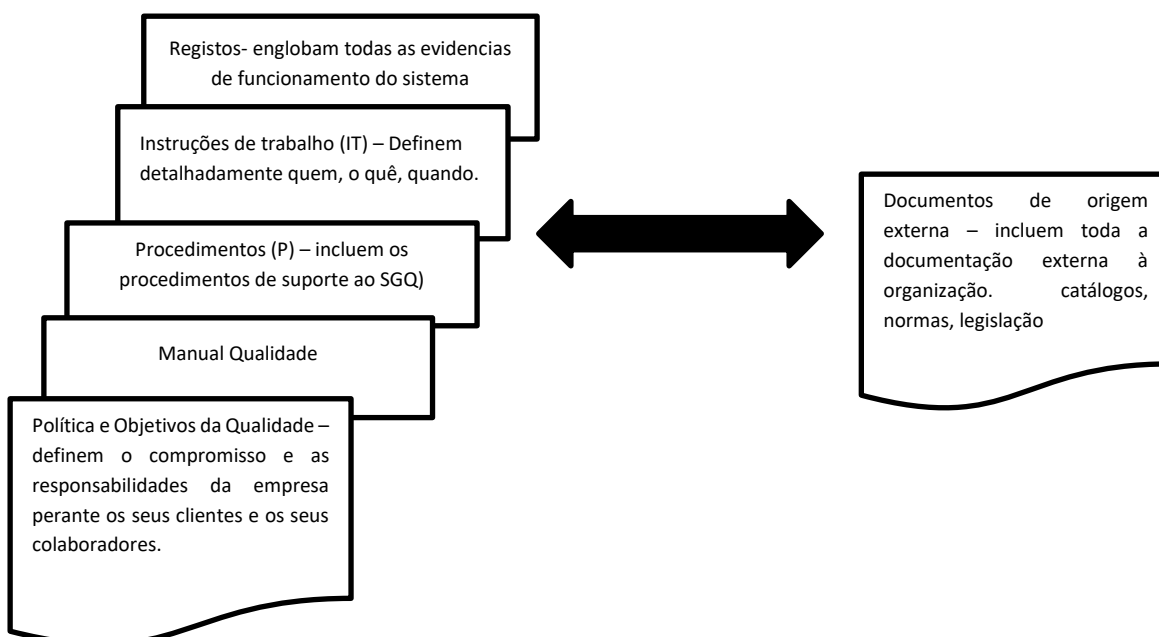 Registos- englobam todas as evidencias
de funcionamento do sistema
Instruções de trabalho (IT) – Definem
detalhadamente quem, o quê, quando.
Procedimentos (P) – incluem os
procedimentos de suporte ao SGQ)
Manual Qualidade
Política e Objetivos da Qualidade –
definem o compromisso e as
responsabilidades da empresa
perante os seus clientes e os seus
colaboradores.
Documentos de origem
externa – incluem toda a
documentação externa à
organização. catálogos,
normas, legislação